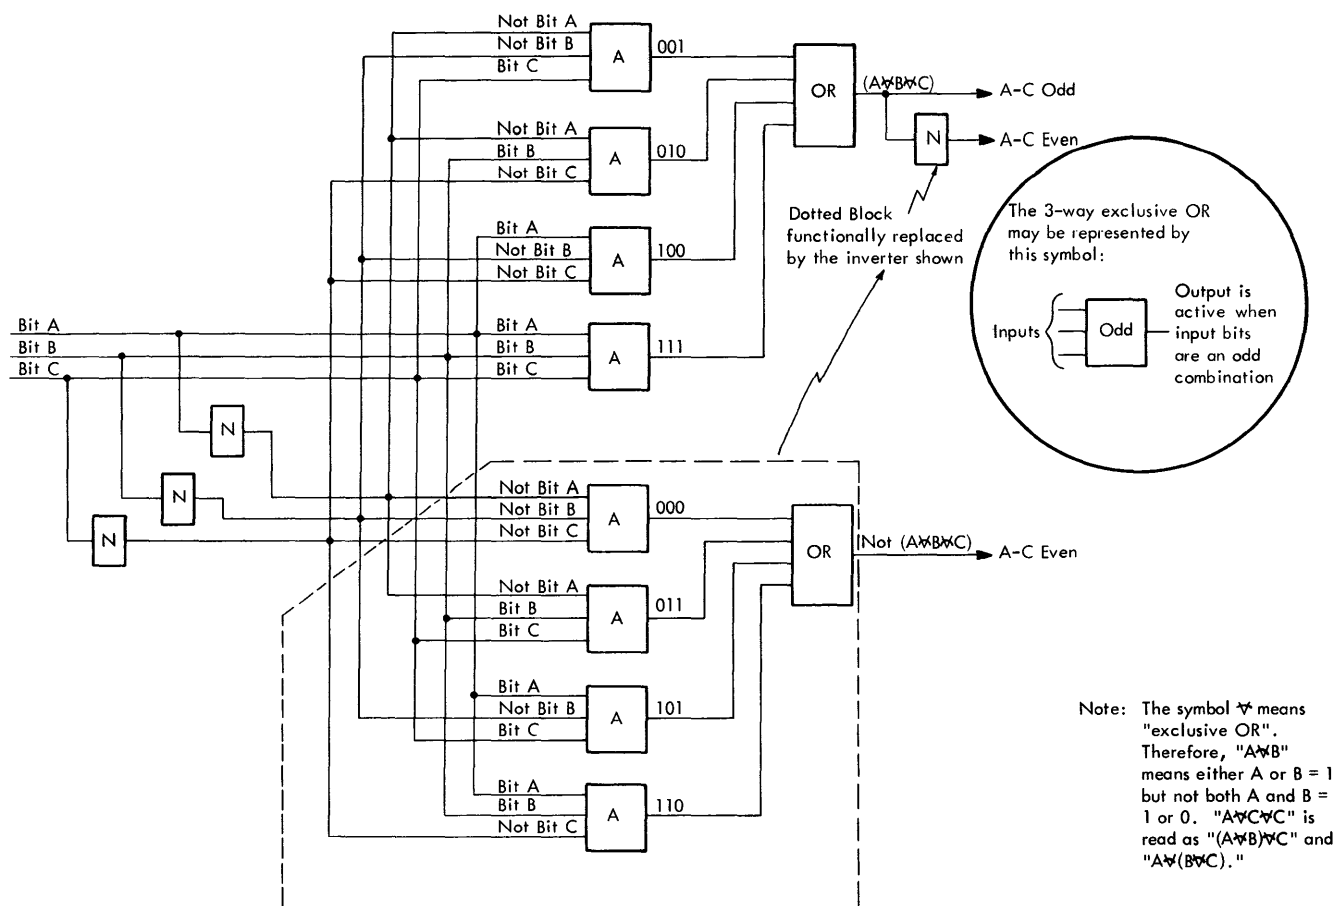 Not Bit A
Not Bit B
Bit C
A
001
Not Bit A
Bit B
Not Bit C
A
010
Bit A
Not Bit B
Not Bit C
A
100
Bit A
Bit B
Bit C
A
111
OR
(A⩝B⩝C)
A-C Odd
N
A-C Even
Dotted Block
functionally replaced
by the inverter shown
The 3-way exclusive OR
may be represented by
this symbol:
Inputs
Odd
Output is
active when
input bits
are an odd
combination
Bit A
Bit B
Bit C
N
N
N
Not Bit A
Not Bit B
Not Bit C
A
000
Not Bit A
Bit B
Bit C
A
011
Bit A
Not Bit B
Bit C
A
101
Bit A
Bit B
Not Bit C
A
110
OR
Not (A⩝B⩝C)
A-C Even
Note: The symbol ⩝ means
"exclusive OR".
Therefore, "A⩝B"
means either A or B = 1
but not both A and B =
1 or 0. "A⩝C⩝C" is
read as "(A⩝B)⩝C" and
"A⩝(B⩝C)."